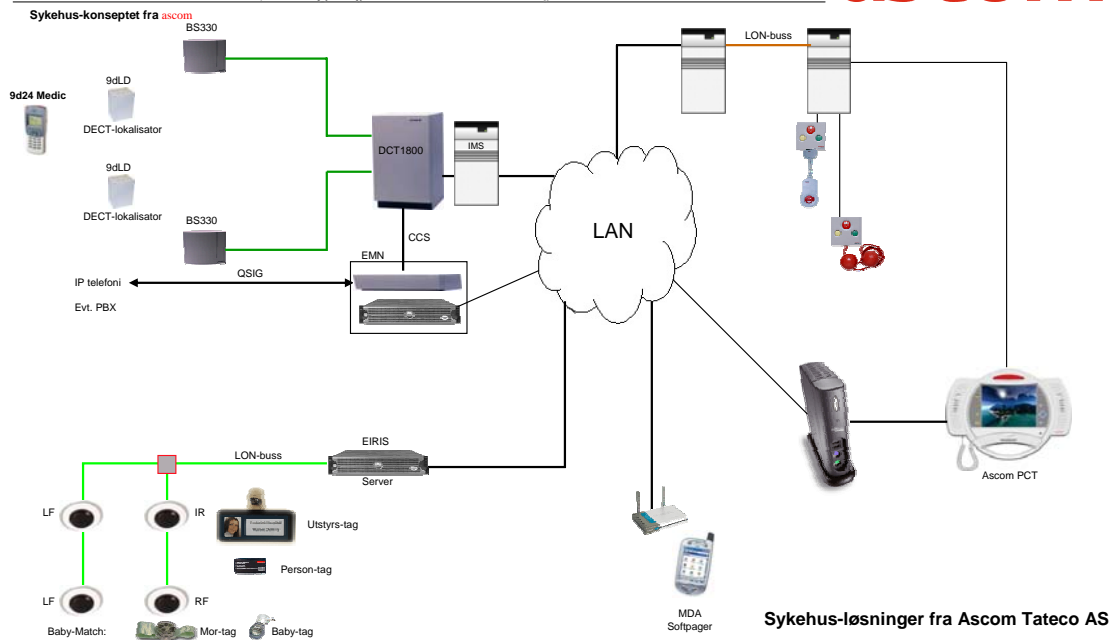 Sykehus-konseptet fra ascom
BS330
LON-buss
9dLD
9d24 Medic
DECT-lokalisator
DCT1800
IMS
9dLD
DECT-lokalisator
BS330
LAN
CCS
EMN
QSIG
IP telefoni
Evt. PBX
EIRIS
LON-buss
Server
Ascom PCT
LF
IR
Utstyrs-tag
Person-tag
LF
RF
MDA
Softpager
Baby-Match:
Mor-tag
Baby-tag
Sykehus-løsninger fra Ascom Tateco AS